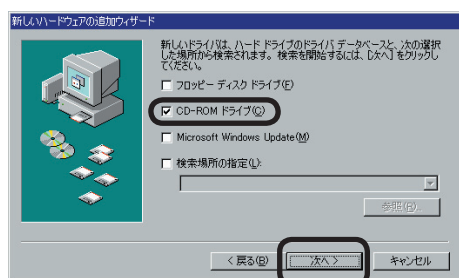 新しいハードウェアの追加ウィザード
新しいドライバは、ハード ドライブのドライバ データベースと、次の選択
した場所から検索されます。検索を開始するには、[次へ] をクリックし
てください。
フロッピー ディスク ドライブ(F)
CD-ROM ドライブ(C)
Microsoft Windows Update(M)
検索場所の指定(L):
参照(R)...
< 戻る(B)
次へ >
キャンセル